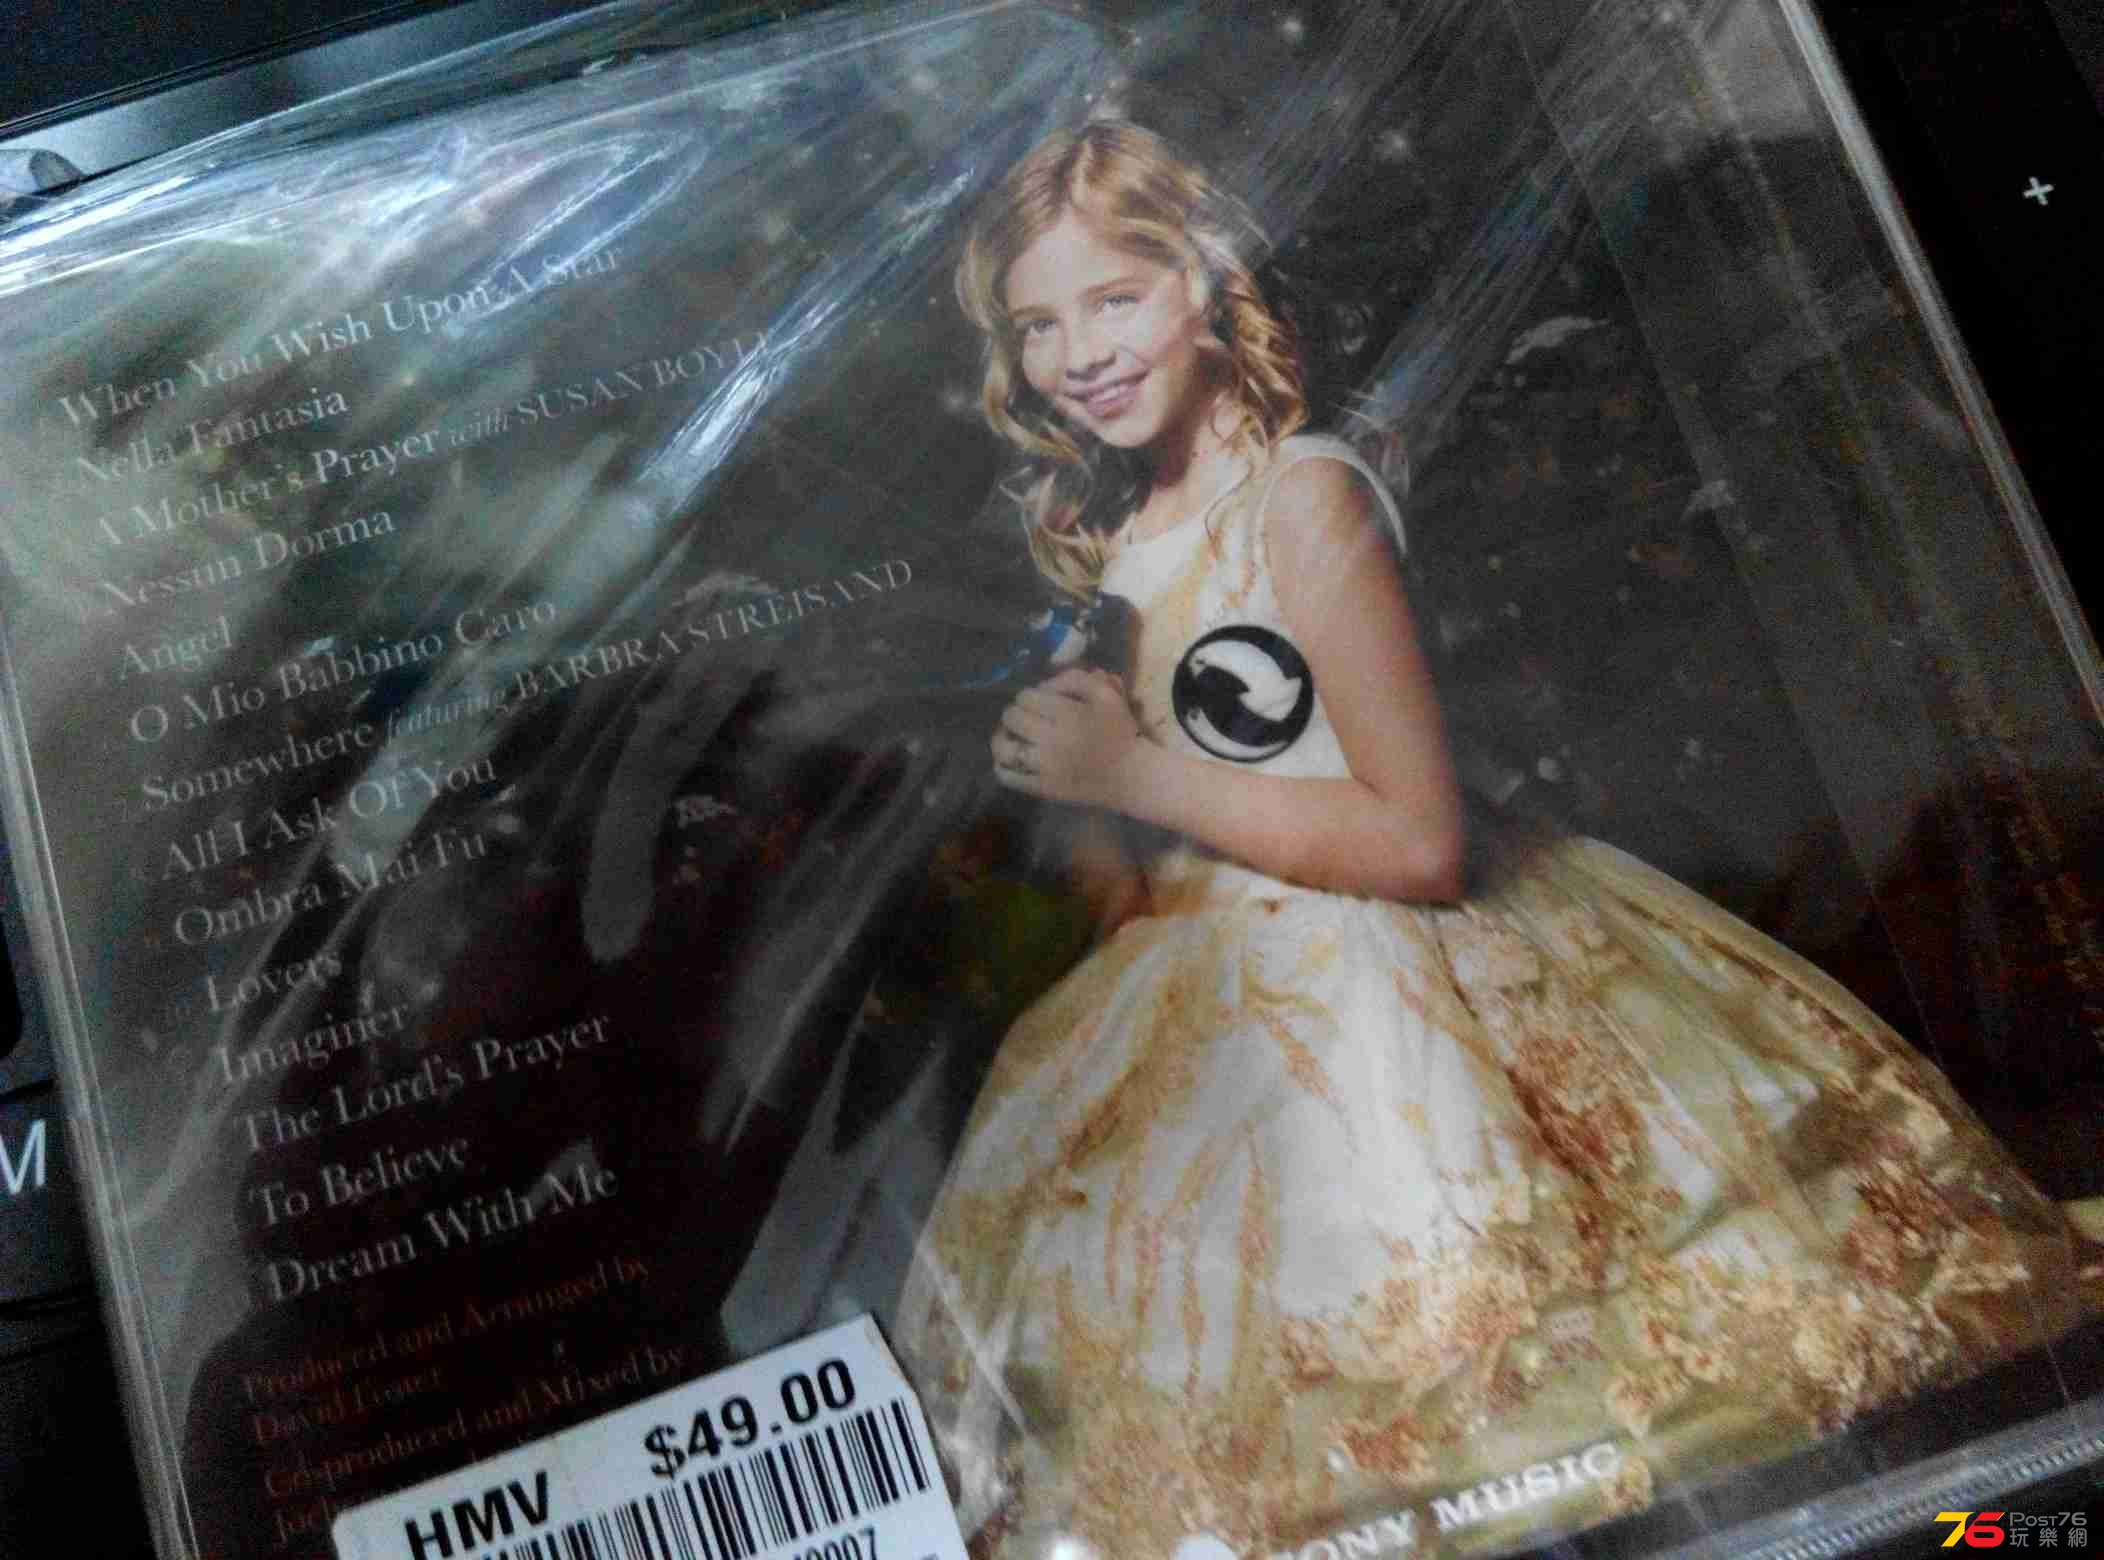 When You Wish Upon A Star
Nella Fantasia
A Mother's Prayer with SUSAN BOYLE
Nessun Dorma
Angel
O Mio Babbino Caro
Somewhere featuring BARBRA STREISAND
All I Ask Of You
Ombra Mai Fu
Lovers
Imaginer
The Lord's Prayer
To Believe
Dream With Me
Produced and Arranged by
David Foster
Co-produced and Mixed by
HMV $49.00
ONY MUSIC
M
+
76 Post76
玩樂網